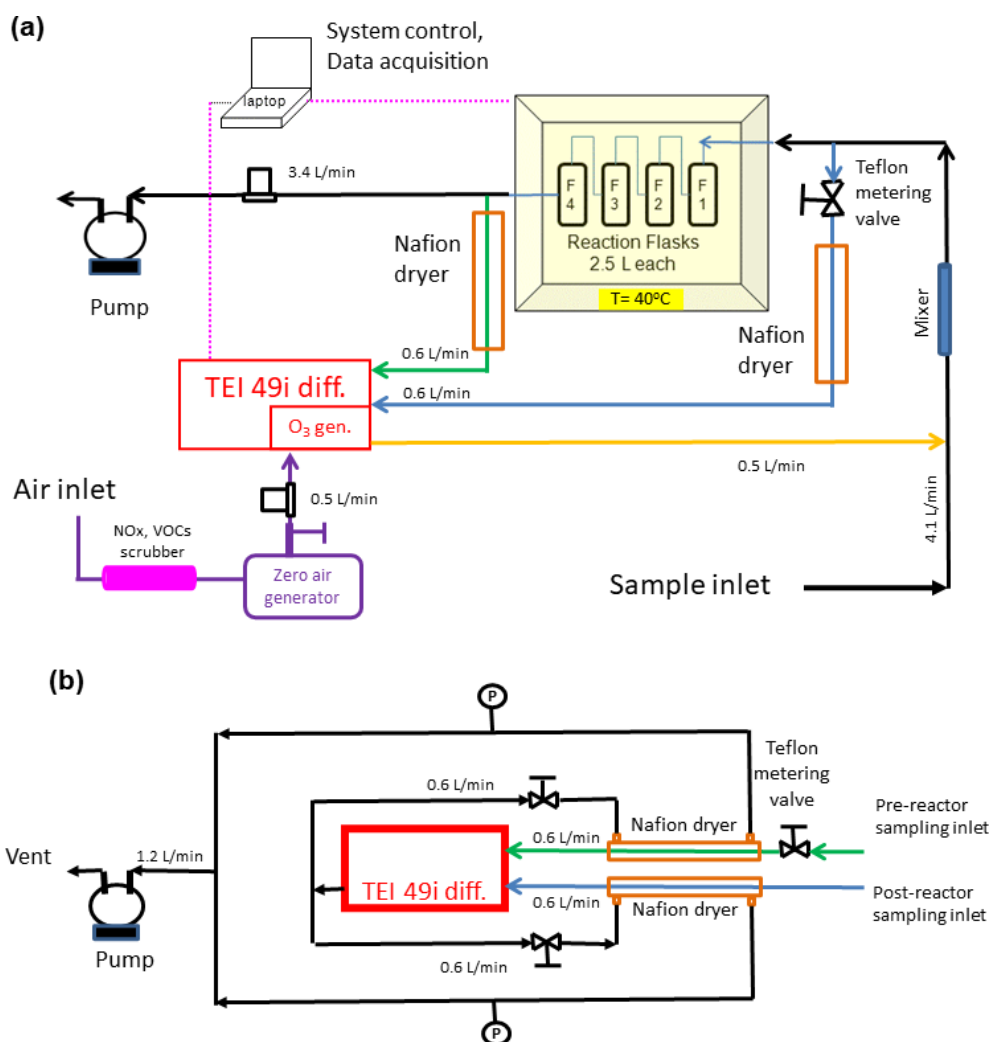 (a)
System control,
Data acquisition
laptop
3.4 L/min
F
4
F
3
F
2
F
1
Reaction Flasks
2.5 L each
T= 40ºC
Teflon
metering
valve
Nafion
dryer
Pump
Nafion
dryer
Mixer
0.6 L/min
TEI 49i diff.
0.6 L/min
O₃ gen.
0.5 L/min
4.1 L/min
Air inlet
0.5 L/min
NOx, VOCs
scrubber
Zero air
generator
Sample inlet
(b)
P
Teflon
metering
valve
0.6 L/min
Pre-reactor
sampling inlet
Nafion dryer
0.6 L/min
Vent
1.2 L/min
TEI 49i diff.
0.6 L/min
Nafion dryer
Post-reactor
sampling inlet
Pump
0.6 L/min
P